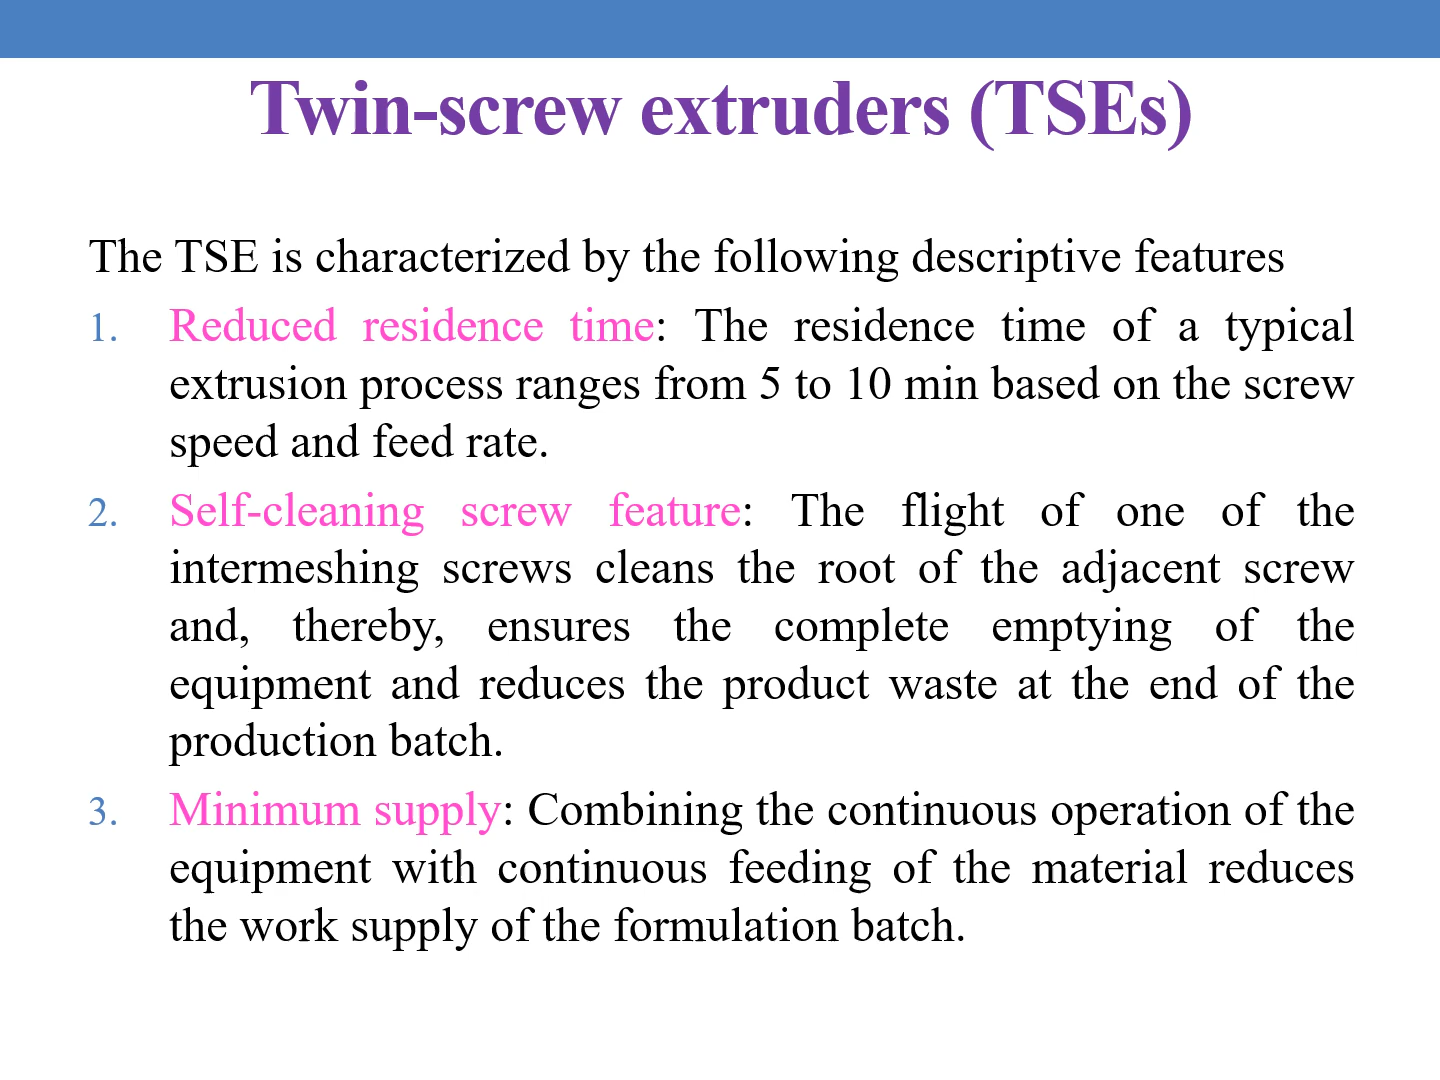 Twin-screw extruders (TSEs)
The TSE is characterized by the following descriptive features
1. Reduced residence time: The residence time of a typical
extrusion process ranges from 5 to 10 min based on the screw
speed and feed rate.
2. Self-cleaning screw feature: The flight of one of the
intermeshing screws cleans the root of the adjacent screw
and, thereby, ensures the complete emptying of the
equipment and reduces the product waste at the end of the
production batch.
3. Minimum supply: Combining the continuous operation of the
equipment with continuous feeding of the material reduces
the work supply of the formulation batch.